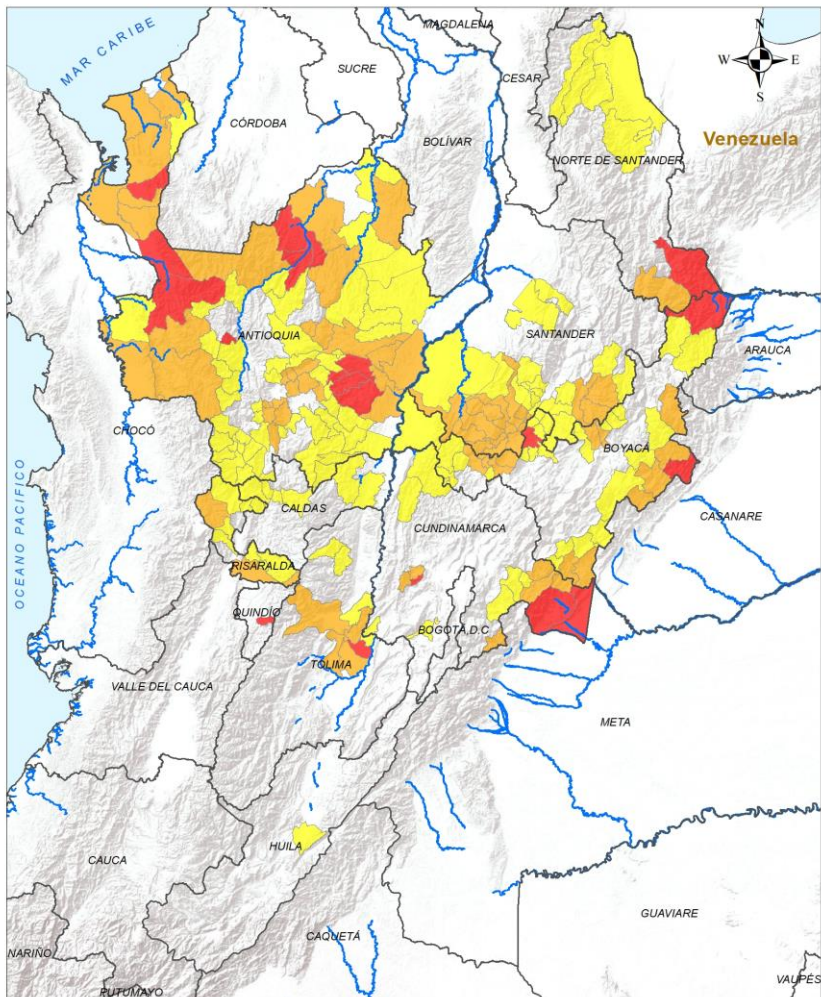 MAGDALENA
N
MAR CARIBE
SUCRE
CESAR
W E
S
CÓRDOBA
BOLÍVAR
Venezuela
NORTE DE SANTANDER
ANTIOQUIA
SANTANDER
ARAUCA
CHOCÓ
BOYACÁ
OCEANO PACIFICO
CALDAS
CUNDINAMARCA
CASANARE
RISARALDA
QUINDÍO
BOGOTÁ,D.C
TOLIMA
VALLE DEL CAUCA
META
HUILA
CAUCA
GUAVIARE
CAQUETÁ
NARIÑO
VAUPÉS
PUTUMAYO